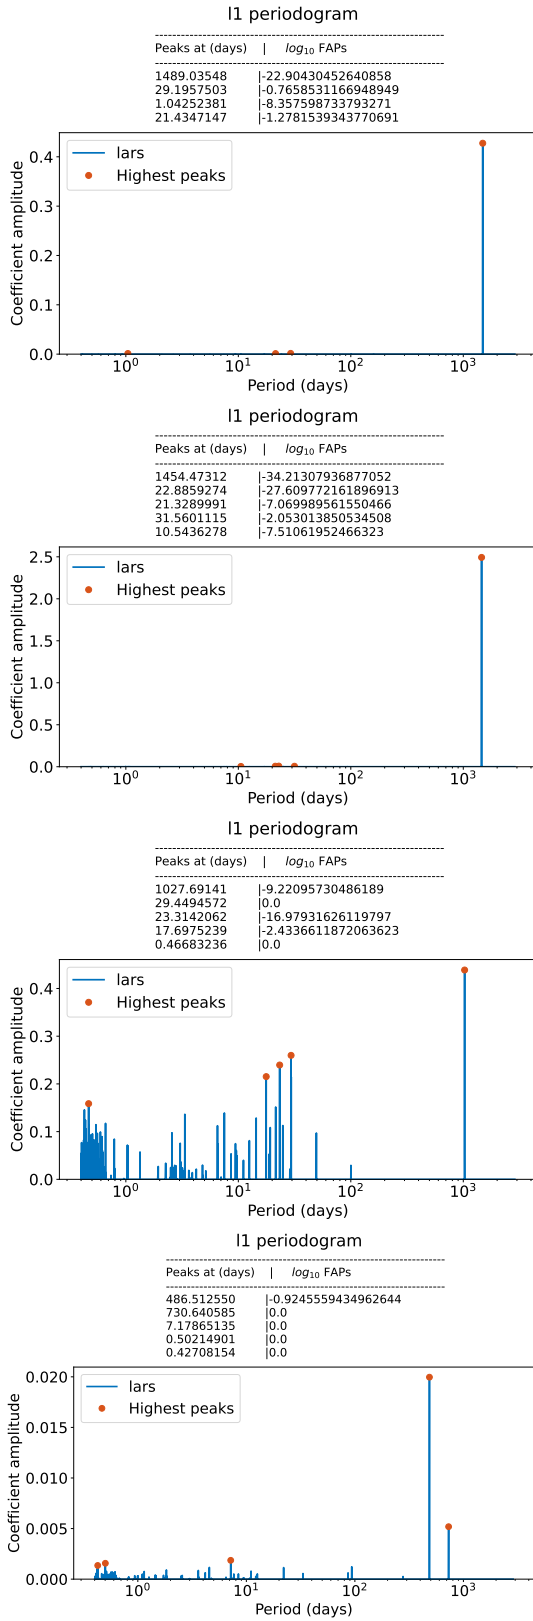 l1 periodogram
Peaks at (days) | log10 FAPs
1489.03548 |-22.90430452640858
29.1957503 |-0.7658531166948949
1.04252381 |-8.357598733793271
21.4347147 |-1.2781539343770691
lars
Highest peaks
Coefficient amplitude
0.4
0.3
0.2
0.1
0.0
10^0 10^1 10^2 10^3
Period (days)
l1 periodogram
Peaks at (days) | log10 FAPs
1454.47312 |-34.21307936877052
22.8859274 |-27.609772161896913
21.3289991 |-7.069989561550466
31.5601115 |-2.053013850534508
10.5436278 |-7.51061952466323
lars
Highest peaks
Coefficient amplitude
2.5
2.0
1.5
1.0
0.5
0.0
10^0 10^1 10^2 10^3
Period (days)
l1 periodogram
Peaks at (days) | log10 FAPs
1027.69141 |-9.22095730486189
29.4494572 |0.0
23.3142062 |-16.97931626119797
17.6975239 |-2.4336611872063623
0.46683236 |0.0
lars
Highest peaks
Coefficient amplitude
0.4
0.3
0.2
0.1
0.0
10^0 10^1 10^2 10^3
Period (days)
l1 periodogram
Peaks at (days) | log10 FAPs
486.512550 |-0.9245559434962644
730.640585 |0.0
7.17865135 |0.0
0.50214901 |0.0
0.42708154 |0.0
lars
Highest peaks
Coefficient amplitude
0.020
0.015
0.010
0.005
0.000
10^0 10^1 10^2 10^3
Period (days)